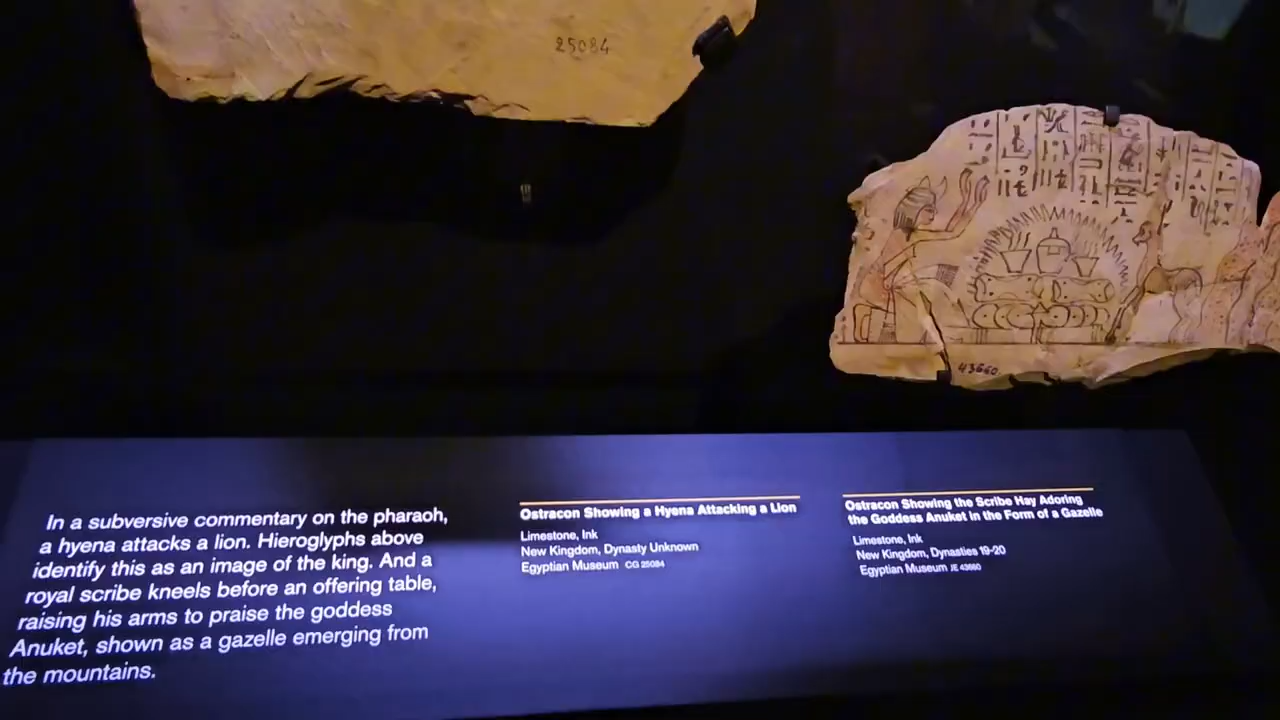 25084
43660.
In a subversive commentary on the pharaoh,
a hyena attacks a lion. Hieroglyphs above
identify this as an image of the king. And a
royal scribe kneels before an offering table,
raising his arms to praise the goddess
Anuket, shown as a gazelle emerging from
the mountains.
Ostracon Showing a Hyena Attacking a Lion
Limestone, Ink
New Kingdom, Dynasty Unknown
Egyptian Museum CG 25084
Ostracon Showing the Scribe Hay Adoring
the Goddess Anuket in the Form of a Gazelle
Limestone, Ink
New Kingdom, Dynasties 19-20
Egyptian Museum JE 43660